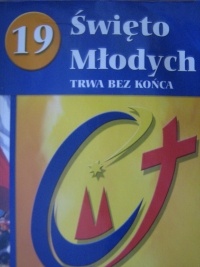 19
Święto
Młodych
TRWA BEZ KOŃCA